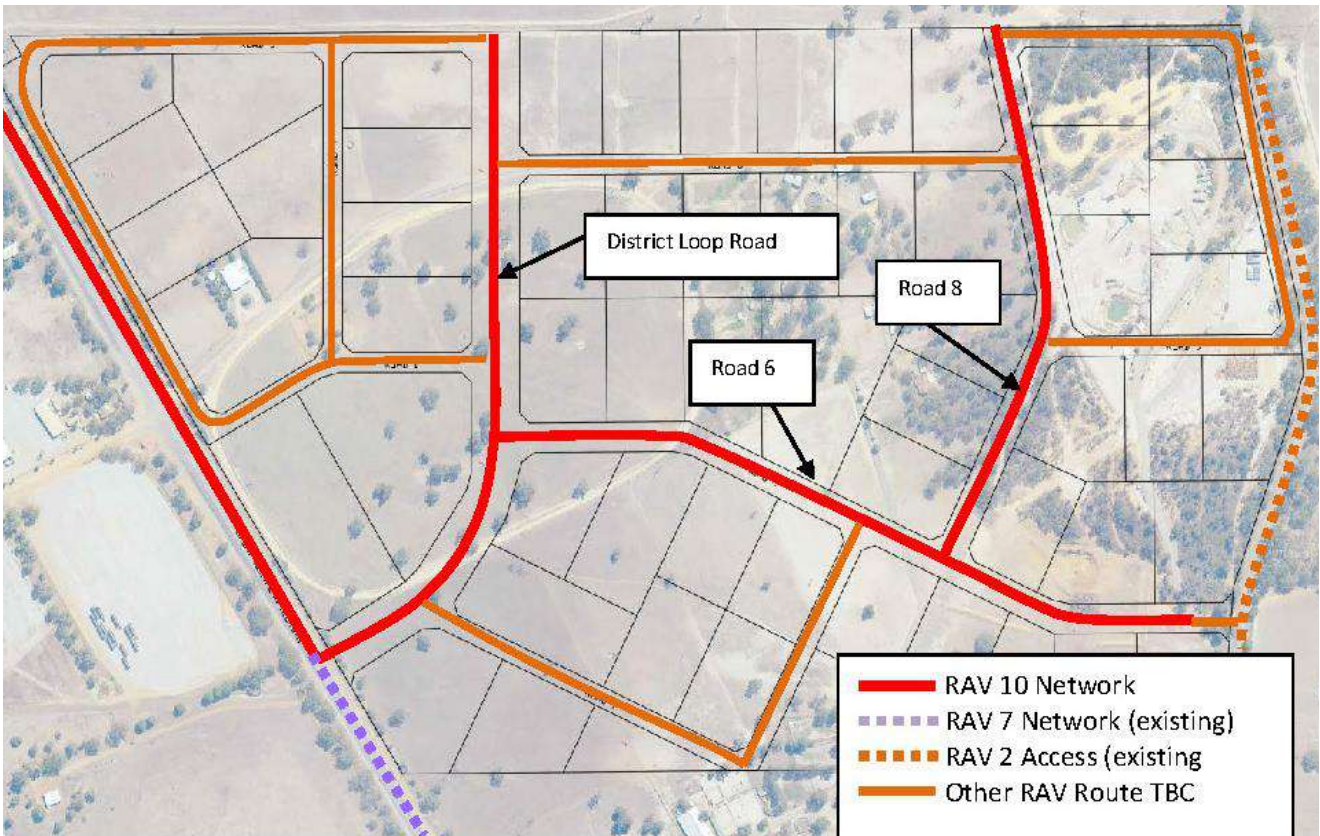 District Loop Road
Road 8
Road 6
RAV 10 Network
RAV 7 Network (existing)
RAV 2 Access (existing
Other RAV Route TBC